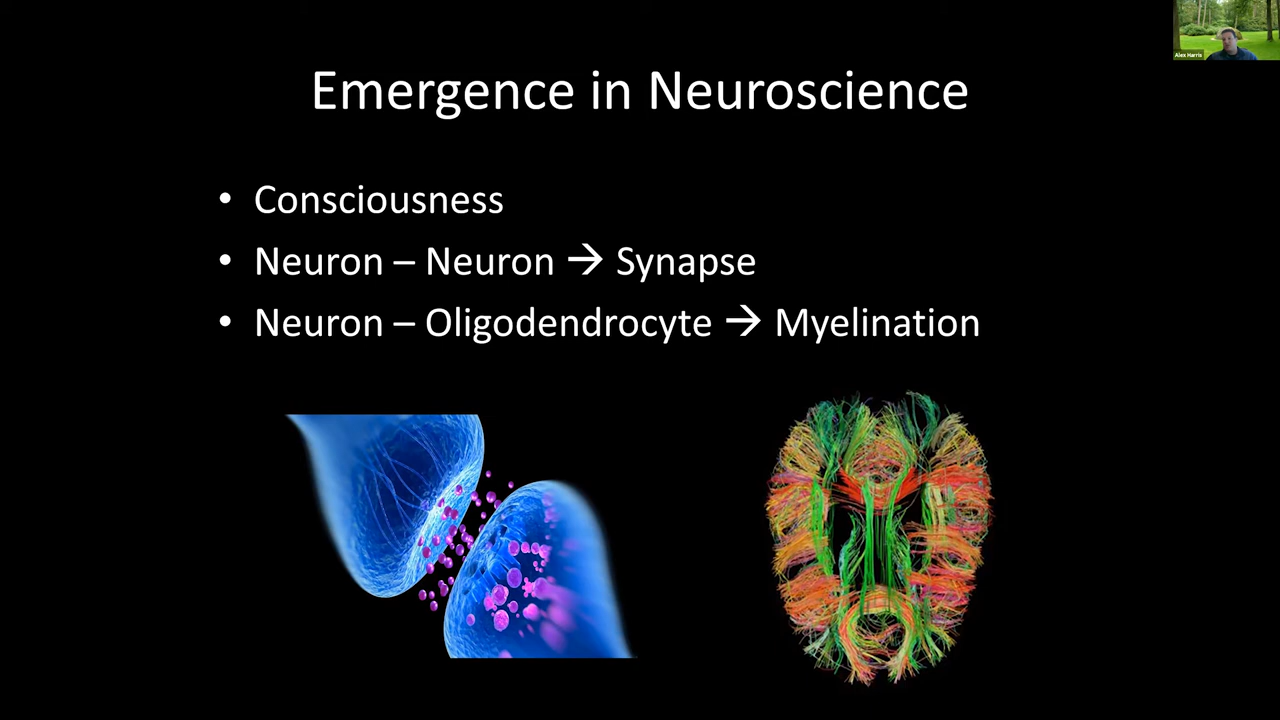 Alex Harris
Emergence in Neuroscience
• Consciousness
• Neuron – Neuron → Synapse
• Neuron – Oligodendrocyte → Myelination